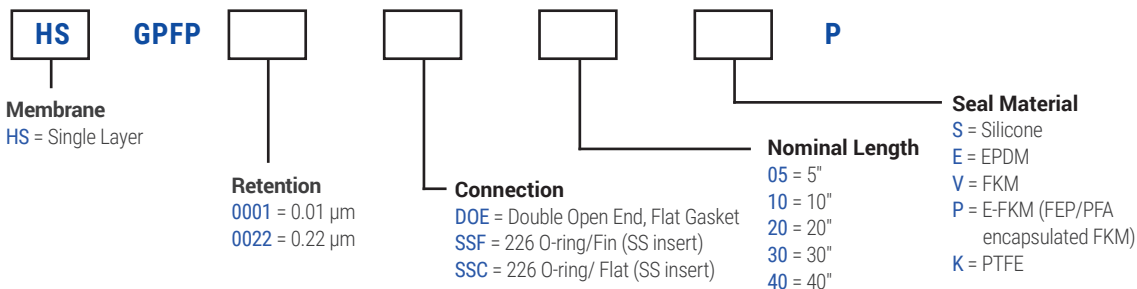 HS GPFP P
Membrane
HS = Single Layer
Retention
0001 = 0.01 µm
0022 = 0.22 µm
Connection
DOE = Double Open End, Flat Gasket
SSF = 226 O-ring/Fin (SS insert)
SSC = 226 O-ring/ Flat (SS insert)
Nominal Length
05 = 5"
10 = 10"
20 = 20"
30 = 30"
40 = 40"
Seal Material
S = Silicone
E = EPDM
V = FKM
P = E-FKM (FEP/PFA
encapsulated FKM)
K = PTFE